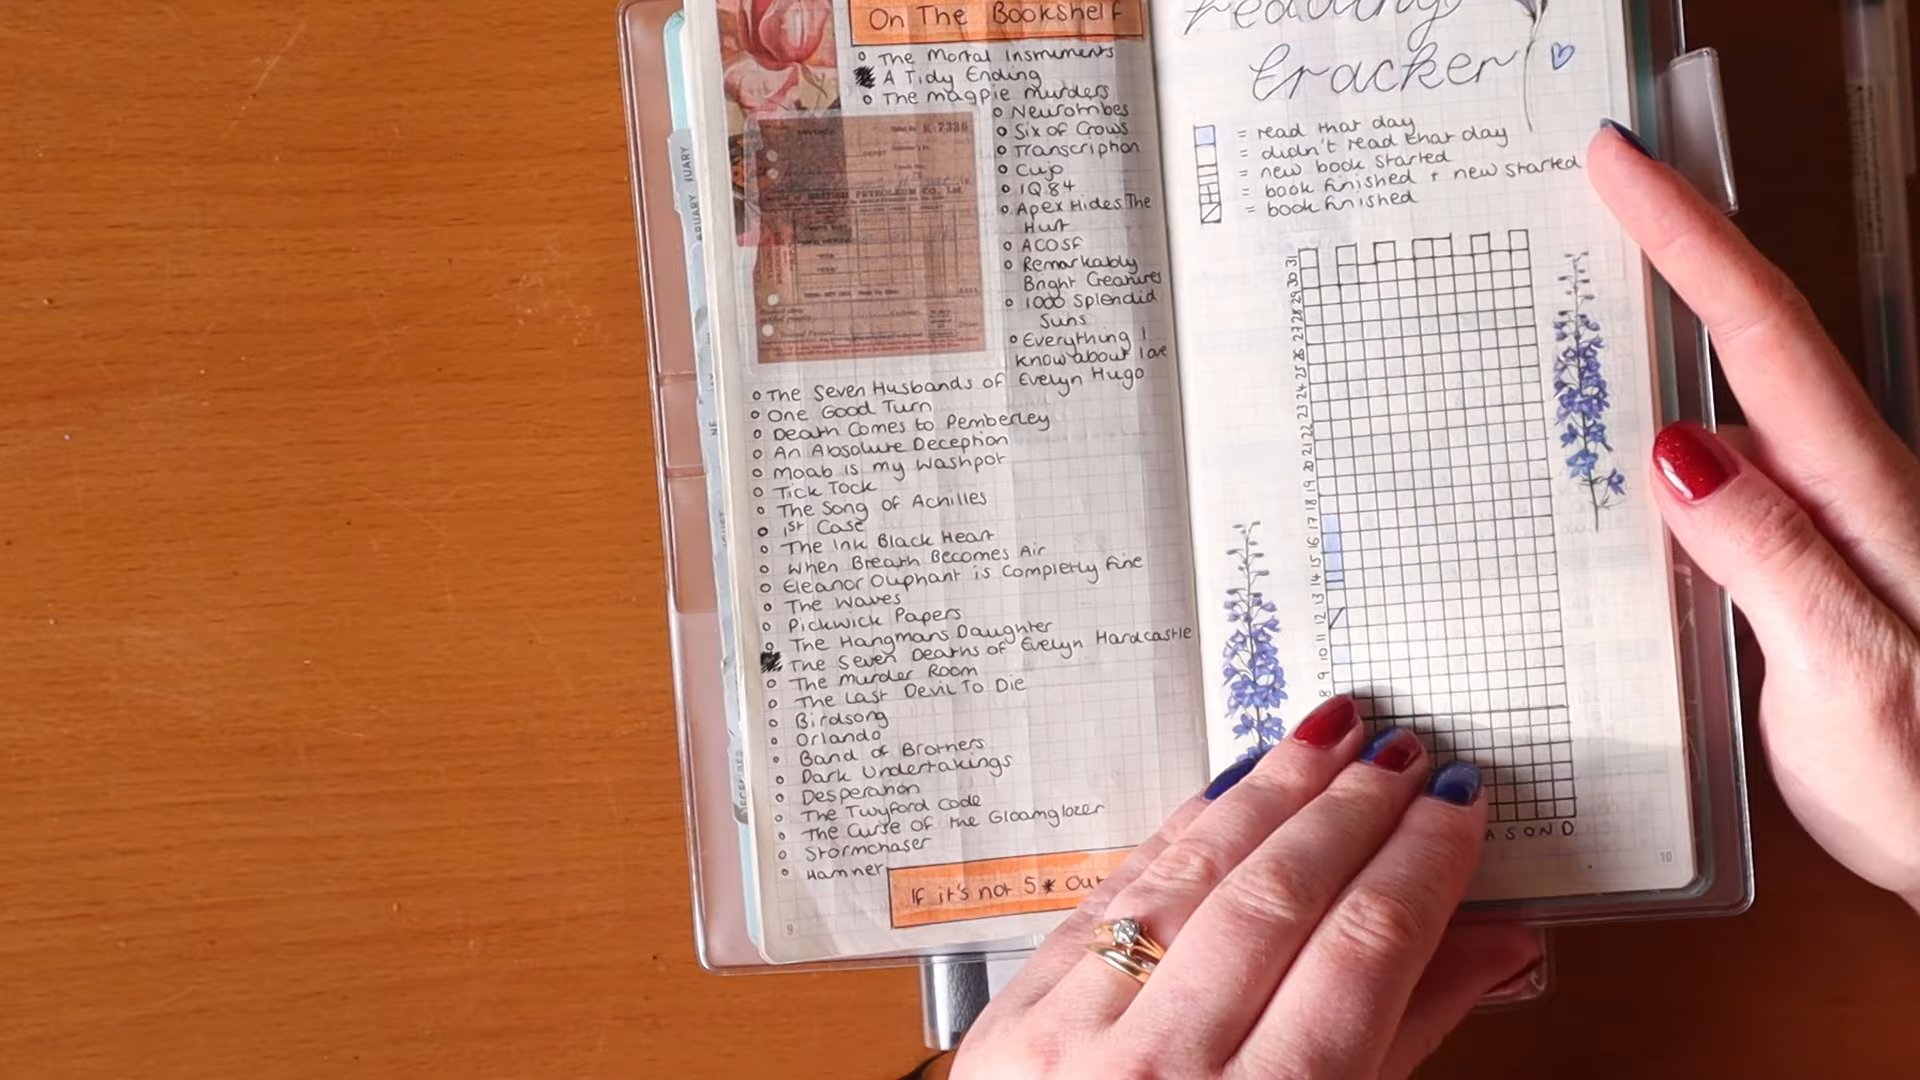 On The Bookshelf
The Mortal Instruments
A Tidy Ending
The magpie murders
Newcombes
Six of Crows
Transcription
Cujo
1Q84
Apex Hides The
Hurt
ACOSF
Remarkably
Bright Creatures
1000 Splendid
Suns
Everything I
know about love
The Seven Husbands of Evelyn Hugo
One Good Turn
Death Comes to Pemberley
An Absolute Deception
Moab is my Washpot
Tick Tock
The Song of Achilles
1st Case
The Ink Black Heart
When Breath Becomes Air
Eleanor Oliphant is Completly Fine
The Waves
Pickwick Papers
The Hangmans Daughter
The Seven Deaths of Evelyn Hardcastle
The Murder Room
The Last Devil To Die
Birdsong
Orlando
Band of Brothers
Dark Undertakings
Desperation
The Twyford Code
The Curse of the Gloamglozer
Stormchaser
Hamner
If it's not 5* Our
9
K 7336
BRITISH PETROLEUM CO. Ltd.
Reading
tracker
= read that day
= didn't read that day
= new book started
= book finished + new started
= book finished
31
30
29
28
27
26
25
24
23
22
21
20
19
18
17
16
15
14
13
12
11
10
9
8
A S O N D
10